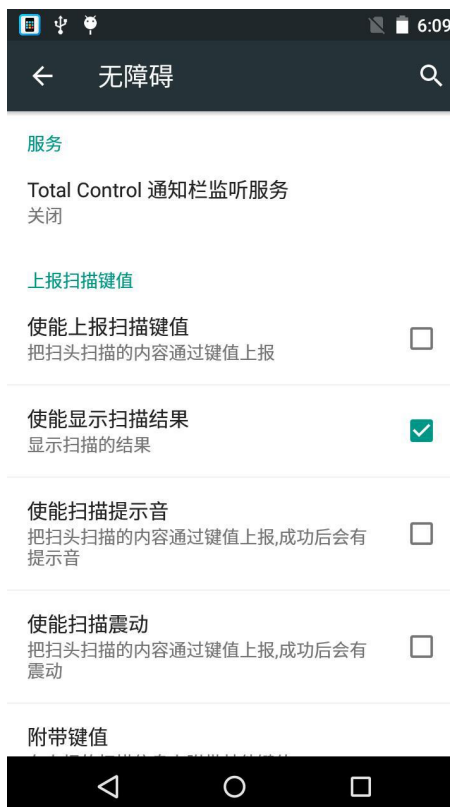 6:09
无障碍
服务
Total Control 通知栏监听服务
关闭
上报扫描键值
使能上报扫描键值
把扫头扫描的内容通过键值上报
使能显示扫描结果
显示扫描的结果
使能扫描提示音
把扫头扫描的内容通过键值上报,成功后会有
提示音
使能扫描震动
把扫头扫描的内容通过键值上报,成功后会有
震动
附带键值